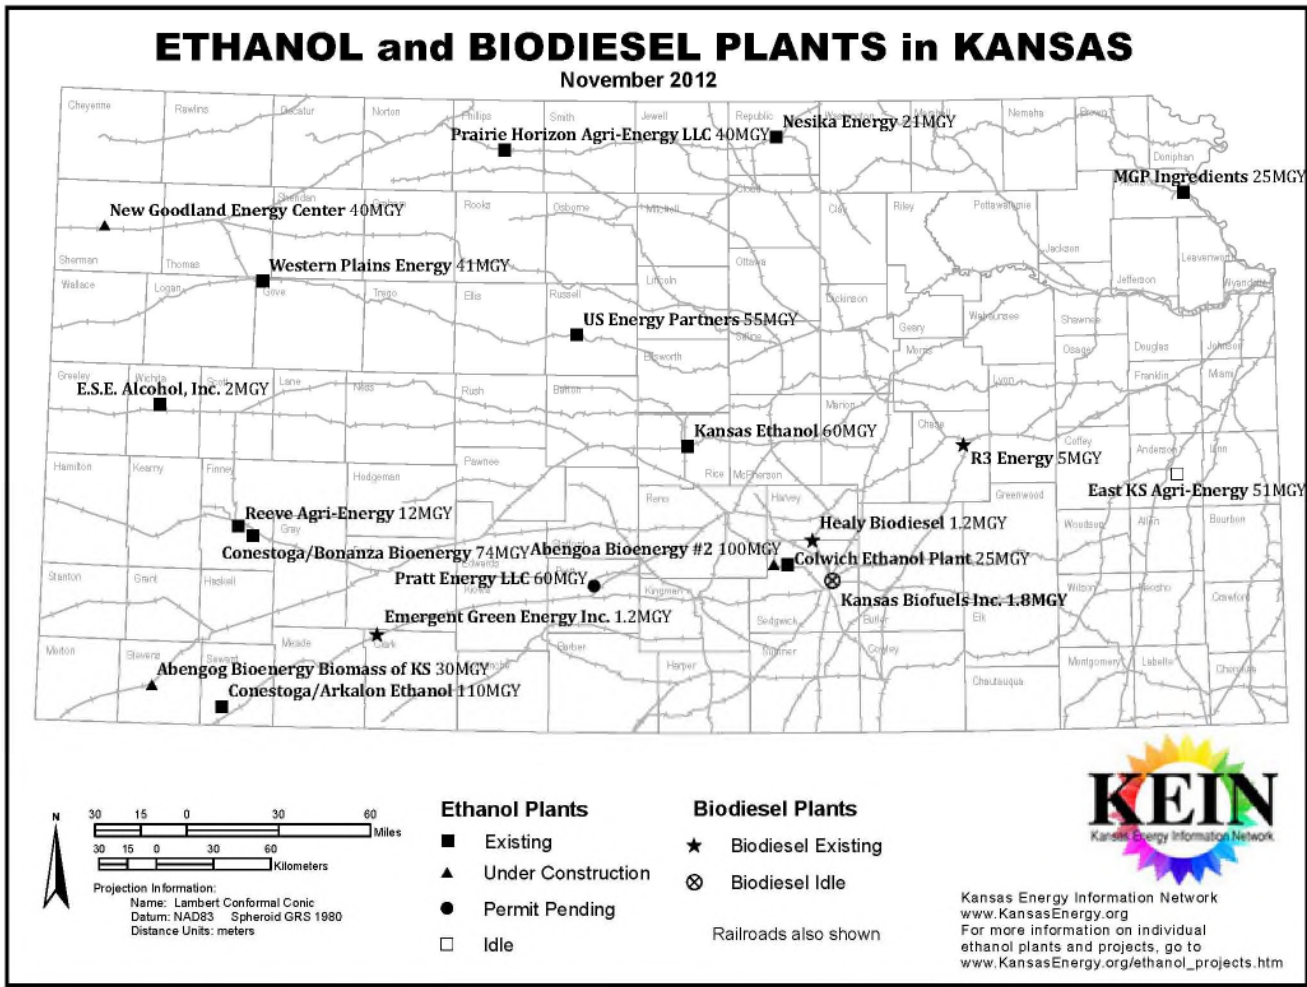 ETHANOL and BIODIESEL PLANTS in KANSAS
November 2012
Cheyenne
Rawlins
Decatur
Norton
Phillips
Smith
Jewell
Republic
Washington
Marshall
Nemaha
Brown
Doniphan
Nesika Energy 21MGY
Prairie Horizon Agri-Energy LLC 40MGY
MGP Ingredients 25MGY
Sheridan
Graham
Rooks
Osborne
Mitchell
Cloud
Clay
Riley
Pottawatomie
Jackson
New Goodland Energy Center 40MGY
Sherman
Thomas
Ottawa
Jefferson
Leavenworth
Wyandotte
Western Plains Energy 41MGY
Wallace
Logan
Gove
Trego
Ellis
Russell
Lincoln
Dickinson
US Energy Partners 55MGY
Saline
Geary
Wabaunsee
Shawnee
Morris
Osage
Douglas
Johnson
Ellsworth
Greeley
Wichita
Scott
Lane
Ness
Rush
Barton
Lyon
Franklin
Miami
E.S.E. Alcohol, Inc. 2MGY
Marion
Chase
Kansas Ethanol 60MGY
Coffey
Anderson
Linn
R3 Energy 5MGY
Hamilton
Kearny
Finney
Hodgeman
Pawnee
Rice
McPherson
East KS Agri-Energy 51MGY
Reno
Harvey
Greenwood
Reeve Agri-Energy 12MGY
Gray
Healy Biodiesel 1.2MGY
Woodson
Allen
Bourbon
Stafford
Conestoga/Bonanza Bioenergy 74MGY
Abengoa Bioenergy #2 100MGY
Colwich Ethanol Plant 25MGY
Edwards
Stanton
Grant
Haskell
Pratt Energy LLC 60MGY
Kiowa
Kingman
Kansas Biofuels Inc. 1.8MGY
Wilson
Neosho
Crawford
Emergent Green Energy Inc. 1.2MGY
Sedgwick
Butler
Elk
Meade
Clark
Barber
Morton
Stevens
Seward
Harper
Sumner
Cowley
Chautauqua
Montgomery
Labette
Cherokee
Abengog Bioenergy Biomass of KS 30MGY
Conestoga/Arkalon Ethanol 110MGY
N
30 15 0 30 60
Miles
30 15 0 30 60
Kilometers
Projection Information:
Name: Lambert Conformal Conic
Datum: NAD83 Spheroid GRS 1980
Distance Units: meters
Ethanol Plants
Existing
Under Construction
Permit Pending
Idle
Biodiesel Plants
Biodiesel Existing
Biodiesel Idle
Railroads also shown
KEIN
Kansas Energy Information Network
Kansas Energy Information Network
www.KansasEnergy.org
For more information on individual
ethanol plants and projects, go to
www.KansasEnergy.org/ethanol_projects.htm